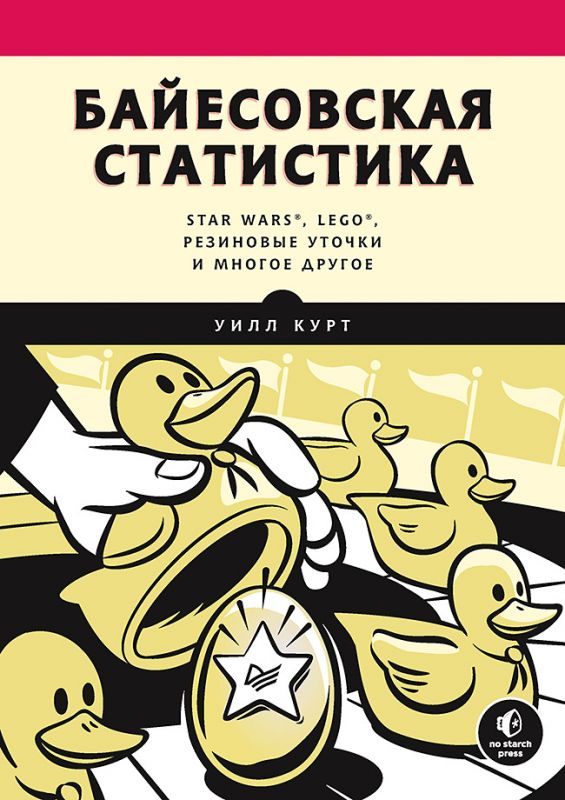 БАЙЕСОВСКАЯ
СТАТИСТИКА
STAR WARS®, LEGO®,
РЕЗИНОВЫЕ УТОЧКИ
И МНОГОЕ ДРУГОЕ
УИЛЛ КУРТ
no starch
press